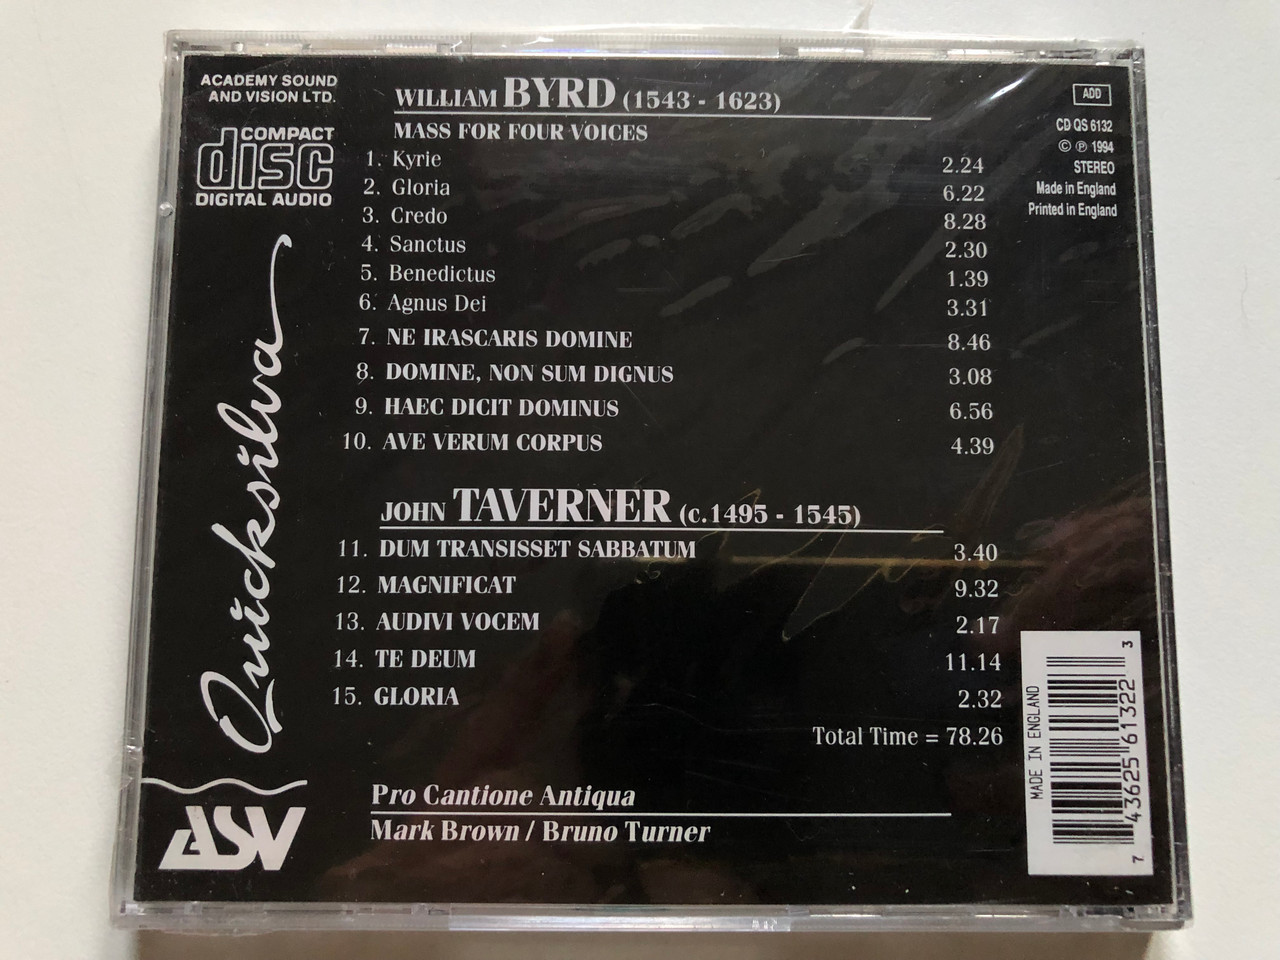 ACADEMY SOUND
AND VISION LTD.
COMPACT
disc
DIGITAL AUDIO
Quicksilva
ASV
WILLIAM BYRD (1543 - 1623)
MASS FOR FOUR VOICES
1. Kyrie 2.24
2. Gloria 6.22
3. Credo 8.28
4. Sanctus 2.30
5. Benedictus 1.39
6. Agnus Dei 3.31
7. NE IRASCARIS DOMINE 8.46
8. DOMINE, NON SUM DIGNUS 3.08
9. HAEC DICIT DOMINUS 6.56
10. AVE VERUM CORPUS 4.39
JOHN TAVERNER (c.1495 - 1545)
11. DUM TRANSISSET SABBATUM 3.40
12. MAGNIFICAT 9.32
13. AUDIVI VOCEM 2.17
14. TE DEUM 11.14
15. GLORIA 2.32
Total Time = 78.26
Pro Cantione Antiqua
Mark Brown / Bruno Turner
ADD
CD QS 6132
© ℗ 1994
STEREO
Made in England
Printed in England
MADE IN ENGLAND
7 43625 61322 3